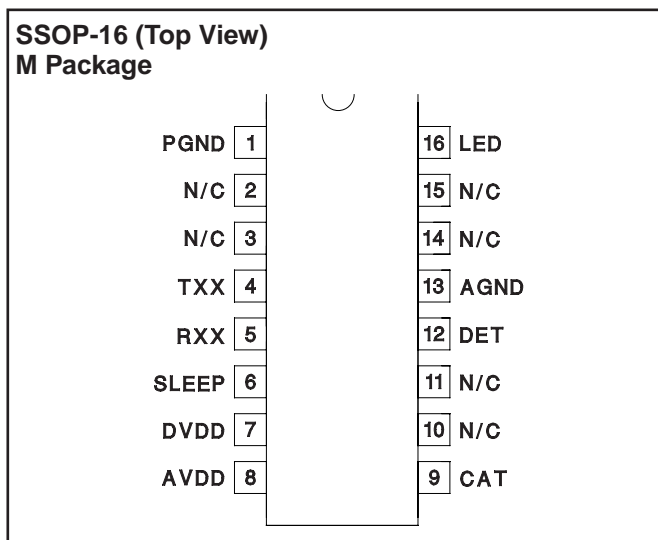 SSOP-16 (Top View)
M Package
PGND 1 16 LED
N/C 2 15 N/C
N/C 3 14 N/C
TXX 4 13 AGND
RXX 5 12 DET
SLEEP 6 11 N/C
DVDD 7 10 N/C
AVDD 8 9 CAT